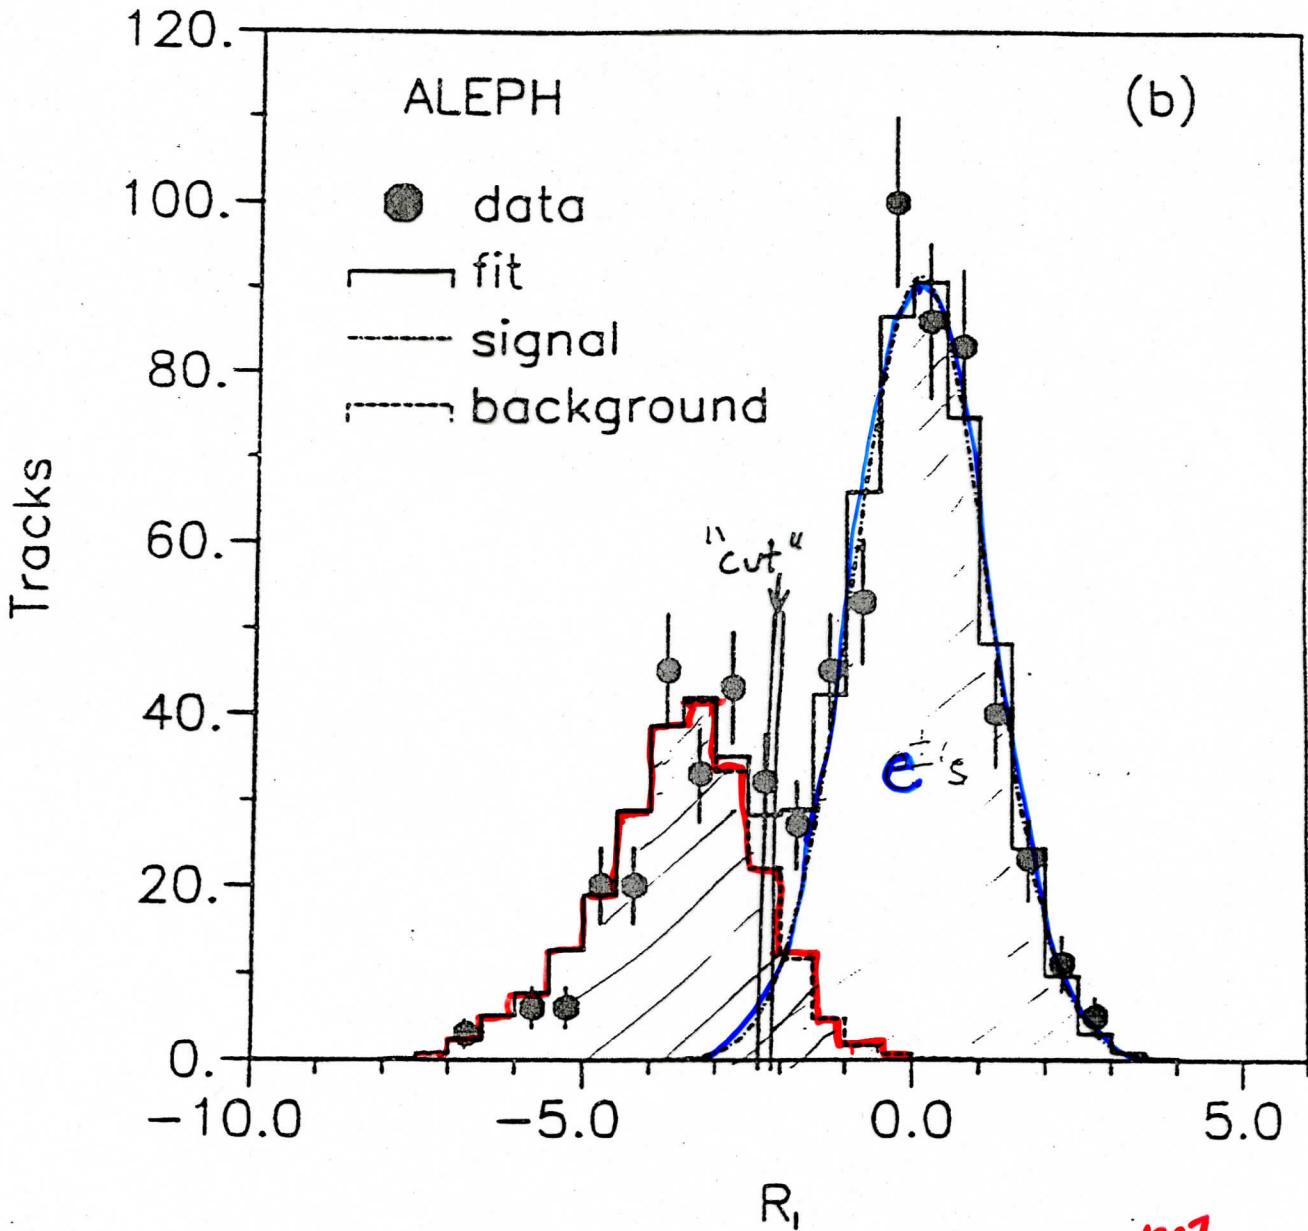 120.
ALEPH
(b)
100.
data
fit
80.
signal
background
Tracks
60.
"cut"
40.
e-'s
20.
0.
-10.0
-5.0
0.0
5.0
R₁